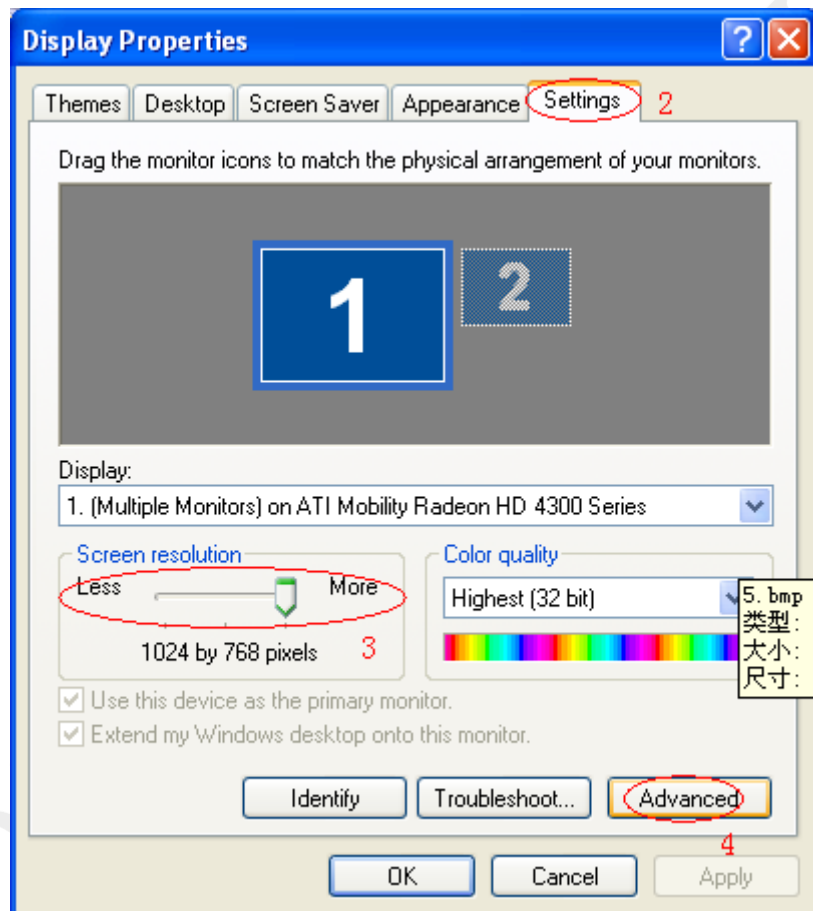 Display Properties
Themes Desktop Screen Saver Appearance Settings 2
Drag the monitor icons to match the physical arrangement of your monitors.
1 2
Display:
1. (Multiple Monitors) on ATI Mobility Radeon HD 4300 Series
Screen resolution
Less More
1024 by 768 pixels 3
Color quality
Highest (32 bit)
5.bmp
类型:
大小:
尺寸:
Use this device as the primary monitor.
Extend my Windows desktop onto this monitor.
Identify Troubleshoot... Advanced
4
OK Cancel Apply